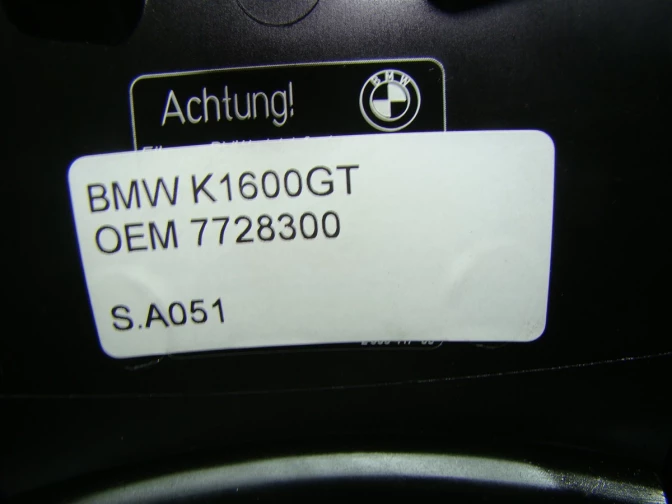 Achtung!
BMW
BMW K1600GT
OEM 7728300
S.A051